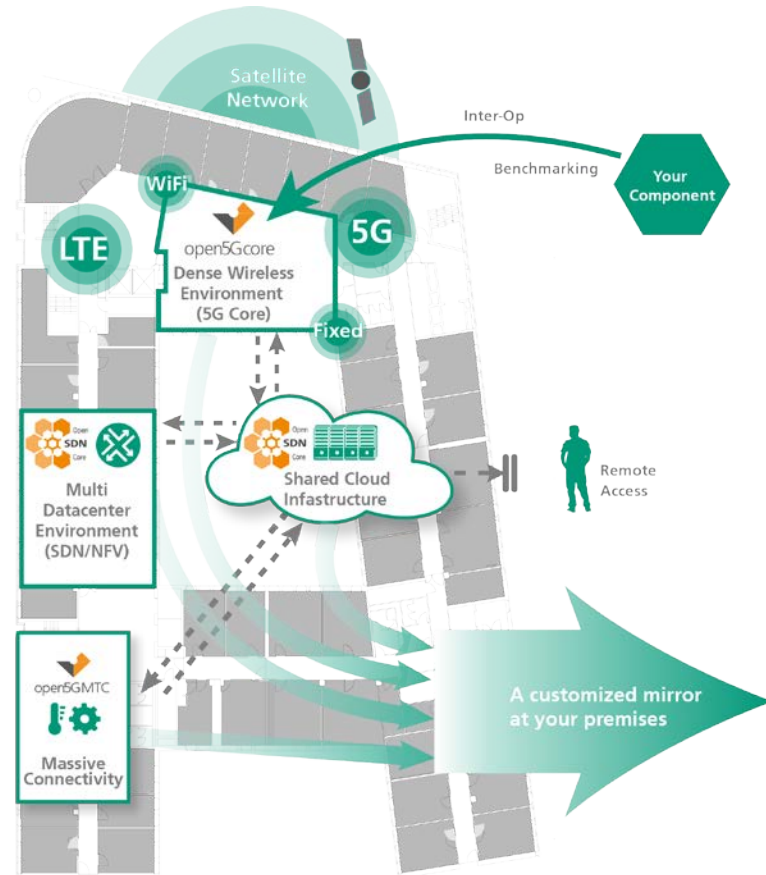 Satellite
Network
Inter-Op
Benchmarking
Your
Component
WiFi
LTE
5G
open5Gcore
Dense Wireless
Environment
(5G Core)
Fixed
Open
SDN
Core
Multi
Datacenter
Environment
(SDN/NFV)
Open
SDN
Core
Shared Cloud
Infastructure
Remote
Access
open5GMTC
Massive
Connectivity
A customized mirror
at your premises